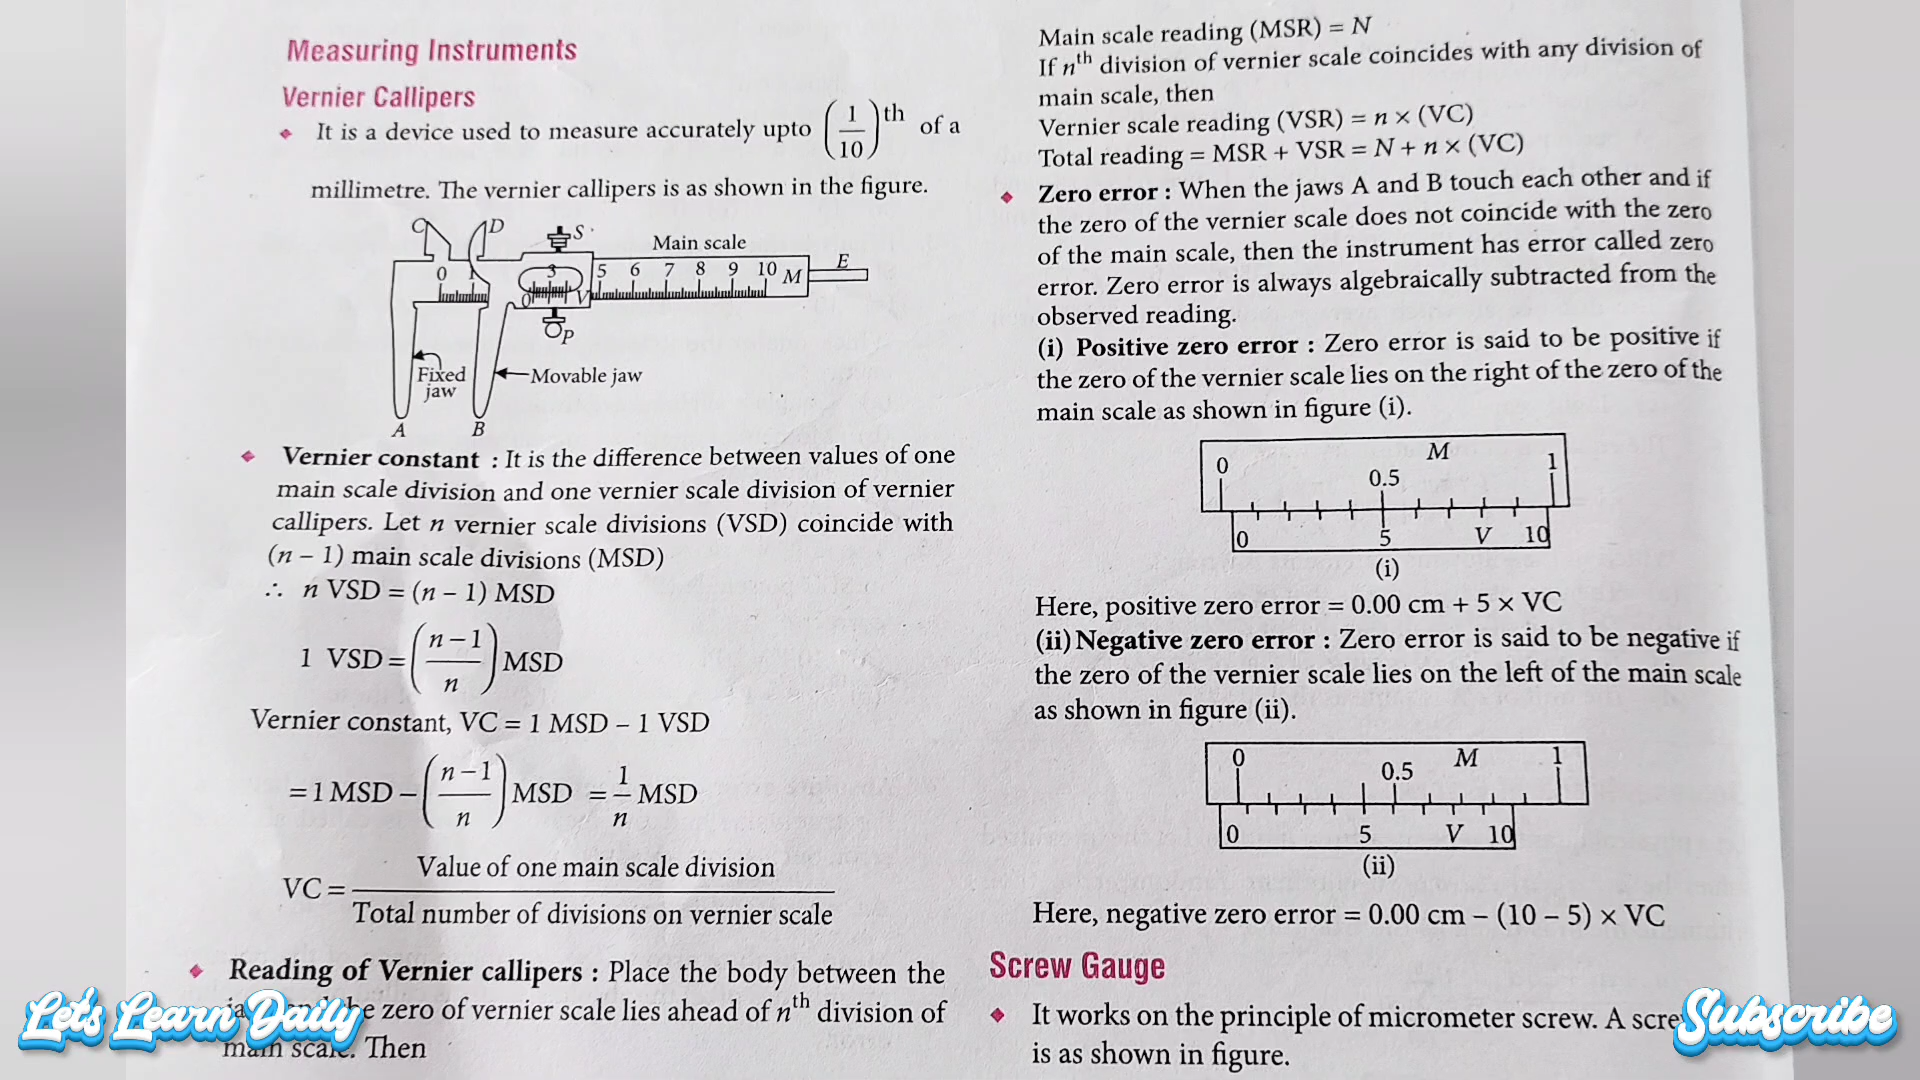 Measuring Instruments
Vernier Callipers
It is a device used to measure accurately upto (1/10)th of a
millimetre. The vernier callipers is as shown in the figure.
C D S
Main scale
0 1 3 5 6 7 8 9 10 M E
0 V
P
Fixed
jaw
Movable jaw
A B
Vernier constant : It is the difference between values of one
main scale division and one vernier scale division of vernier
callipers. Let n vernier scale divisions (VSD) coincide with
(n – 1) main scale divisions (MSD)
∴ n VSD = (n – 1) MSD
1 VSD = ((n – 1)/n) MSD
Vernier constant, VC = 1 MSD – 1 VSD
= 1 MSD – ((n – 1)/n) MSD = 1/n MSD
VC = Value of one main scale division / Total number of divisions on vernier scale
Reading of Vernier callipers : Place the body between the
zero of vernier scale lies ahead of nth division of
main scale. Then
Main scale reading (MSR) = N
If nth division of vernier scale coincides with any division of
main scale, then
Vernier scale reading (VSR) = n × (VC)
Total reading = MSR + VSR = N + n × (VC)
Zero error : When the jaws A and B touch each other and if
the zero of the vernier scale does not coincide with the zero
of the main scale, then the instrument has error called zero
error. Zero error is always algebraically subtracted from the
observed reading.
(i) Positive zero error : Zero error is said to be positive if
the zero of the vernier scale lies on the right of the zero of the
main scale as shown in figure (i).
0 0.5 M 1
0 5 V 10
(i)
Here, positive zero error = 0.00 cm + 5 × VC
(ii) Negative zero error : Zero error is said to be negative if
the zero of the vernier scale lies on the left of the main scale
as shown in figure (ii).
0 0.5 M 1
0 5 V 10
(ii)
Here, negative zero error = 0.00 cm – (10 – 5) × VC
Screw Gauge
It works on the principle of micrometer screw. A
is as shown in figure.
Let's Learn Daily
Subscribe